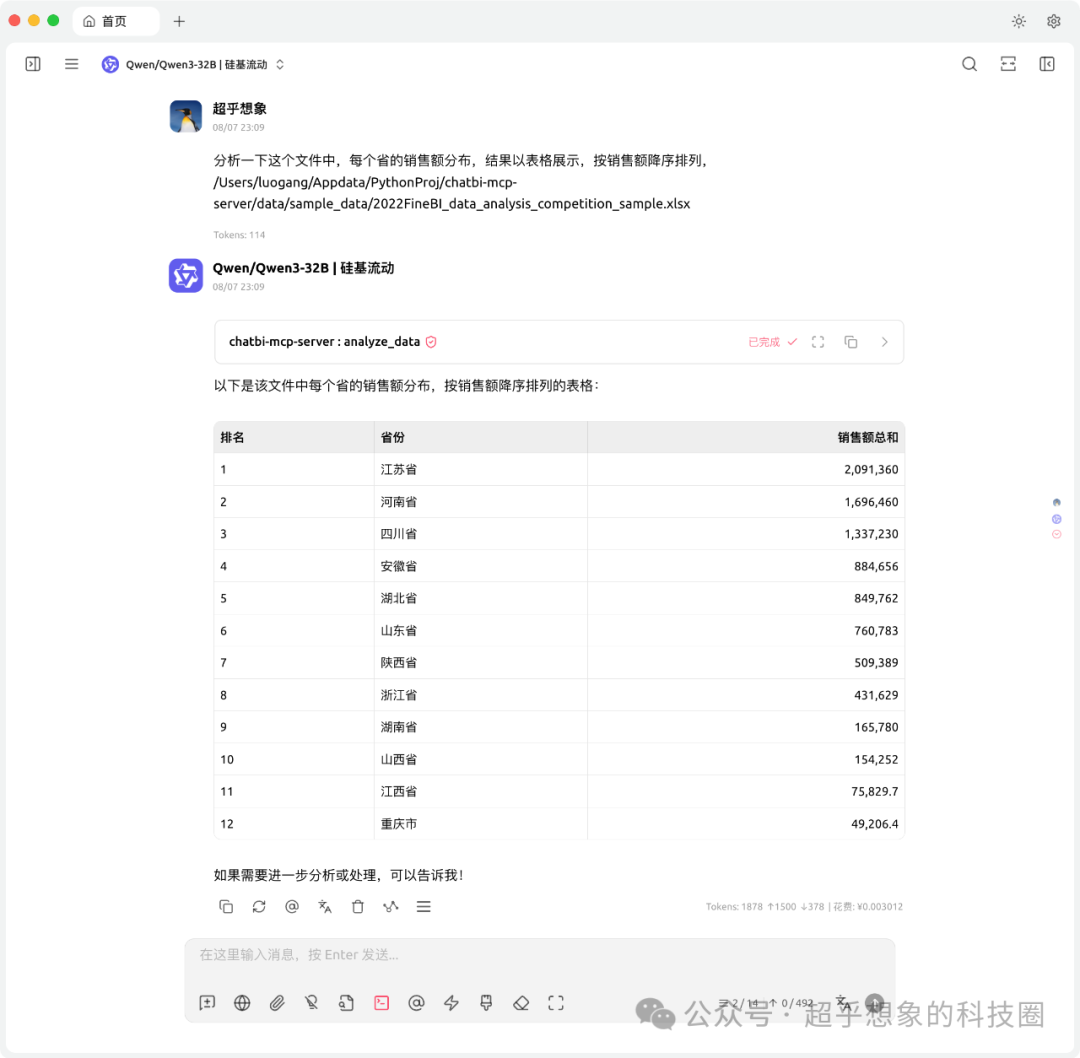 首页
Qwen/Qwen3-32B | 硅基流动
超乎想象
08/07 23:09
分析一下这个文件中，每个省的销售额分布，结果以表格展示，按销售额降序排列，
/Users/luogang/Appdata/PythonProj/chatbi-mcp-
server/data/sample_data/2022FineBI_data_analysis_competition_sample.xlsx
Tokens: 114
Qwen/Qwen3-32B | 硅基流动
08/07 23:09
chatbi-mcp-server : analyze_data 已完成
以下是该文件中每个省的销售额分布，按销售额降序排列的表格：
排名 省份 销售额总和
1 江苏省 2,091,360
2 河南省 1,696,460
3 四川省 1,337,230
4 安徽省 884,656
5 湖北省 849,762
6 山东省 760,783
7 陕西省 509,389
8 浙江省 431,629
9 湖南省 165,780
10 山西省 154,252
11 江西省 75,829.7
12 重庆市 49,206.4
如果需要进一步分析或处理，可以告诉我！
Tokens: 1878 ↑1500 ↓378 | 花费: ¥0.003012
在这里输入消息，按 Enter 发送...
2 / 14 ↑ 0 / 492
公众号 · 超乎想象的科技圈